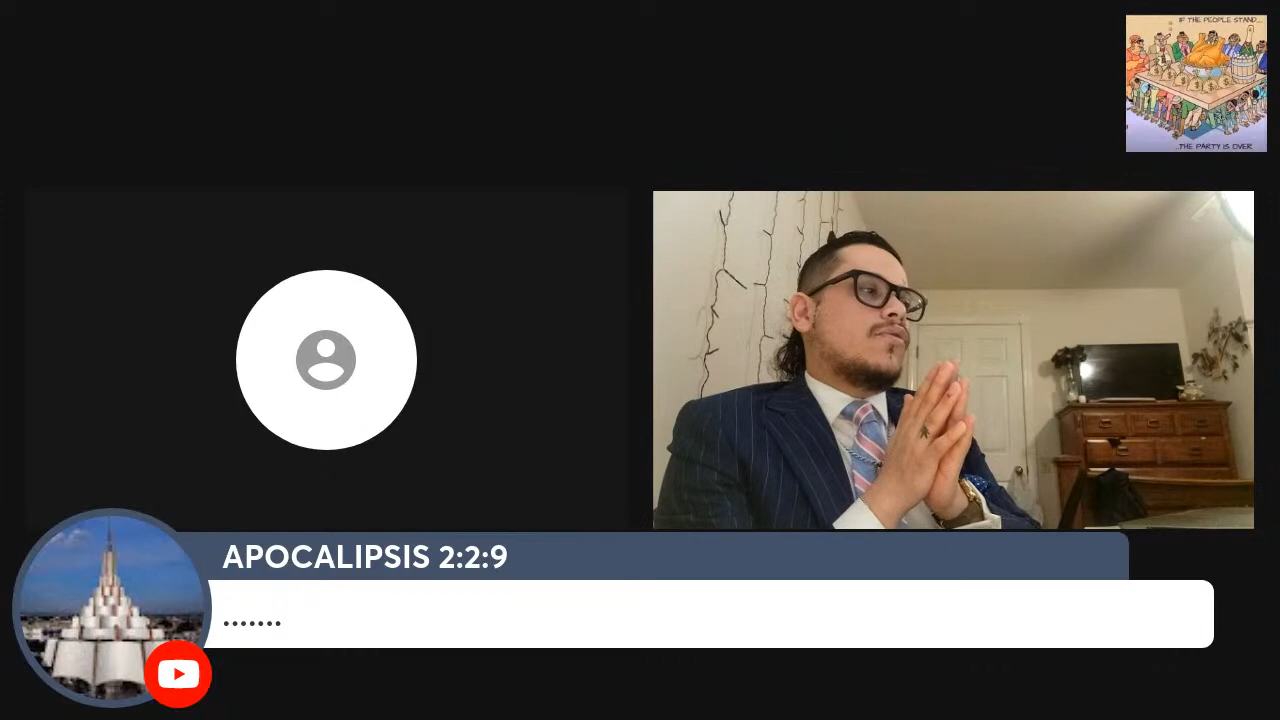 IF THE PEOPLE STAND...
...THE PARTY IS OVER
APOCALIPSIS 2:2:9
.......